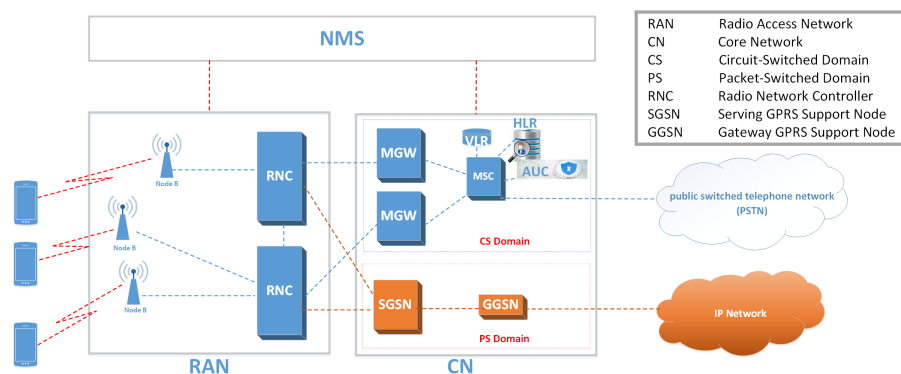 NMS
RAN Radio Access Network
CN Core Network
CS Circuit-Switched Domain
PS Packet-Switched Domain
RNC Radio Network Controller
SGSN Serving GPRS Support Node
GGSN Gateway GPRS Support Node
Node B
Node B
Node B
RNC
RNC
RAN
MGW
MGW
VLR
HLR
MSC
AUC
CS Domain
SGSN
GGSN
PS Domain
CN
public switched telephone network
(PSTN)
IP Network